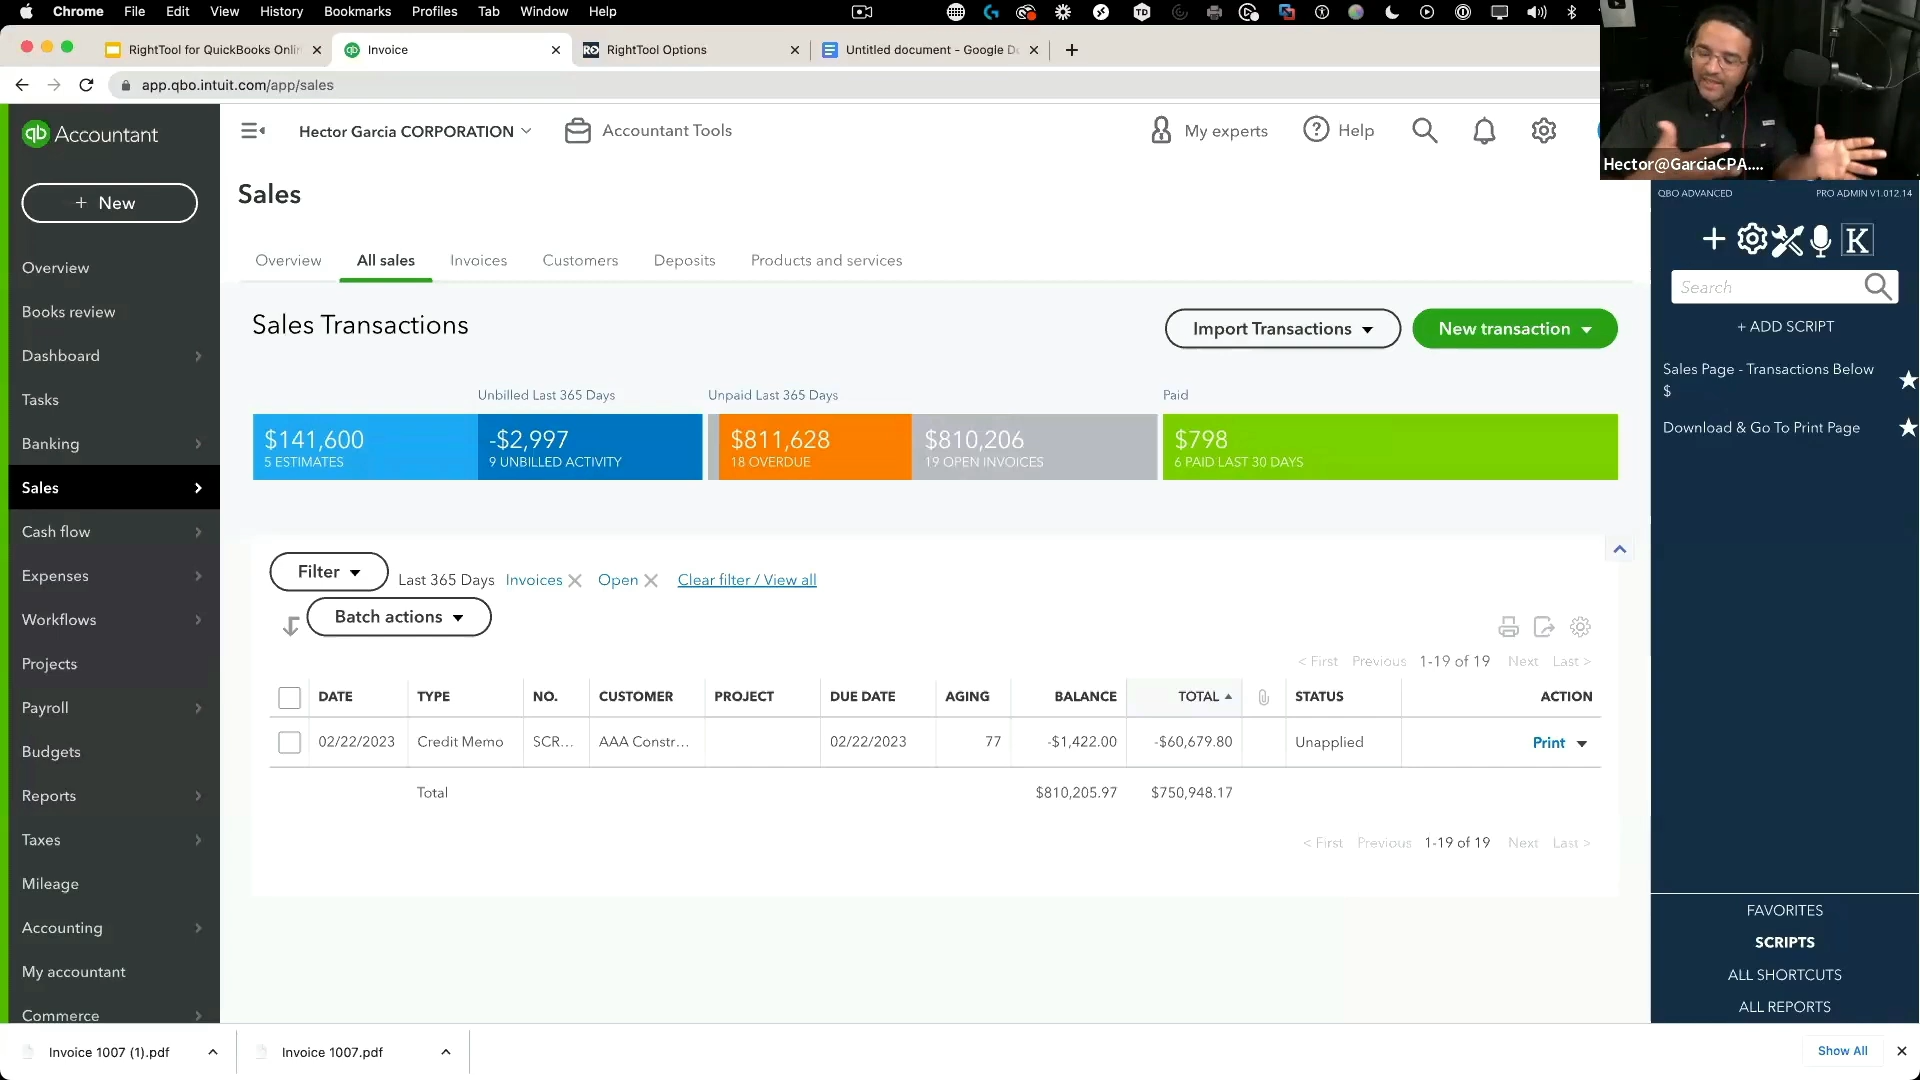 Chrome File Edit View History Bookmarks Profiles Tab Window Help
RightTool for QuickBooks Onli
Invoice
RightTool Options
Untitled document - Google D
app.qbo.intuit.com/app/sales
Hector@GarciaCPA....
qb Accountant
Hector Garcia CORPORATION
Accountant Tools
My experts
Help
+ New
Overview
Books review
Dashboard
Tasks
Banking
Sales
Cash flow
Expenses
Workflows
Projects
Payroll
Budgets
Reports
Taxes
Mileage
Accounting
My accountant
Commerce
Sales
Overview All sales Invoices Customers Deposits Products and services
Sales Transactions
Import Transactions
New transaction
Unbilled Last 365 Days
Unpaid Last 365 Days
Paid
$141,600
5 ESTIMATES
-$2,997
9 UNBILLED ACTIVITY
$811,628
18 OVERDUE
$810,206
19 OPEN INVOICES
$798
6 PAID LAST 30 DAYS
Filter
Last 365 Days Invoices Open Clear filter / View all
Batch actions
< First Previous 1-19 of 19 Next Last >
DATE TYPE NO. CUSTOMER PROJECT DUE DATE AGING BALANCE TOTAL STATUS ACTION
02/22/2023 Credit Memo SCR... AAA Constr... 02/22/2023 77 -$1,422.00 -$60,679.80 Unapplied Print
Total $810,205.97 $750,948.17
< First Previous 1-19 of 19 Next Last >
QBO ADVANCED
PRO ADMIN V1.012.14
K
Search
+ ADD SCRIPT
Sales Page - Transactions Below
$
Download & Go To Print Page
FAVORITES
SCRIPTS
ALL SHORTCUTS
ALL REPORTS
Invoice 1007 (1).pdf
Invoice 1007.pdf
Show All